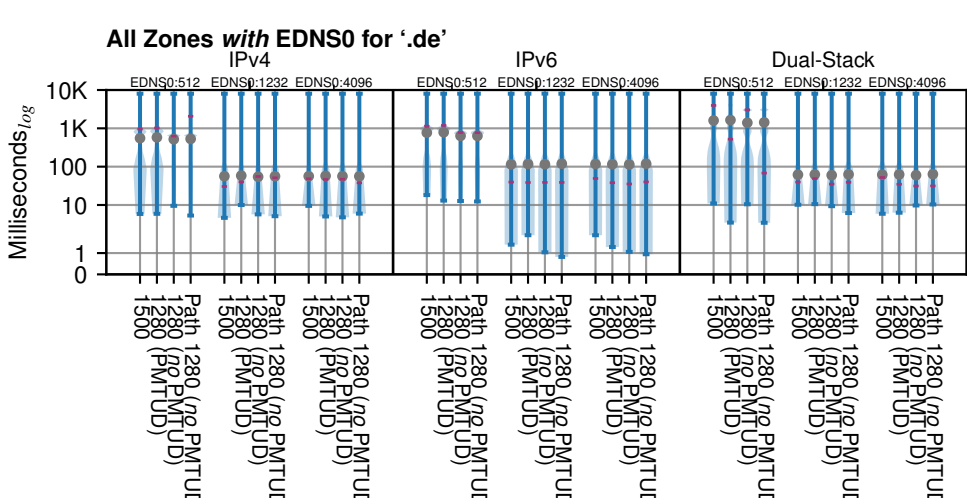 All Zones with EDNS0 for ‘.de’
IPv4 IPv6 Dual-Stack
EDNS0:512 EDNS0:1232 EDNS0:4096 EDNS0:512 EDNS0:1232 EDNS0:4096 EDNS0:512 EDNS0:1232 EDNS0:4096
Milliseconds log
10K
1K
100
10
1
0
1500
1280 (PMTUD)
1280 (no PMTUD)
Path 1280 (no PMTUD
1500
1280 (PMTUD)
1280 (no PMTUD)
Path 1280 (no PMTUD
1500
1280 (PMTUD)
1280 (no PMTUD)
Path 1280 (no PMTUD
1500
1280 (PMTUD)
1280 (no PMTUD)
Path 1280 (no PMTUD
1500
1280 (PMTUD)
1280 (no PMTUD)
Path 1280 (no PMTUD
1500
1280 (PMTUD)
1280 (no PMTUD)
Path 1280 (no PMTUD
1500
1280 (PMTUD)
1280 (no PMTUD)
Path 1280 (no PMTUD
1500
1280 (PMTUD)
1280 (no PMTUD)
Path 1280 (no PMTUD
1500
1280 (PMTUD)
1280 (no PMTUD)
Path 1280 (no PMTUD